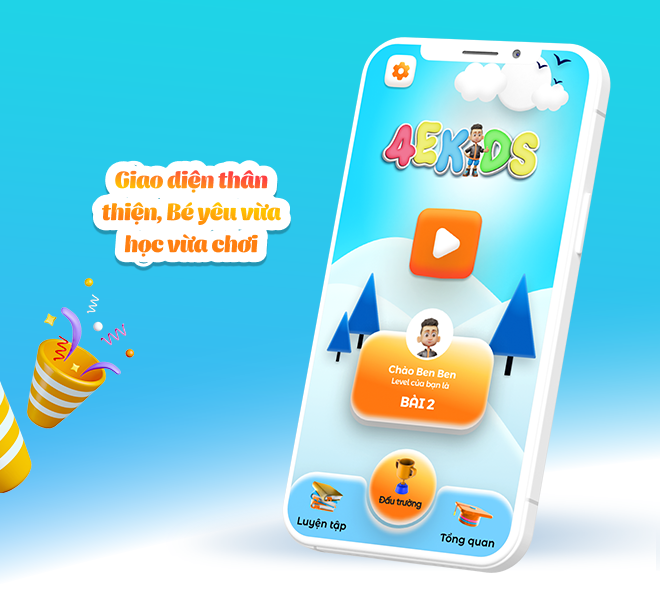 Giao diện thân
thiện, Bé yêu vừa
học vừa chơi
4EKIDS
Chào Ben Ben
Level của bạn là
BÀI 2
Luyện tập
Đấu trường
Tổng quan